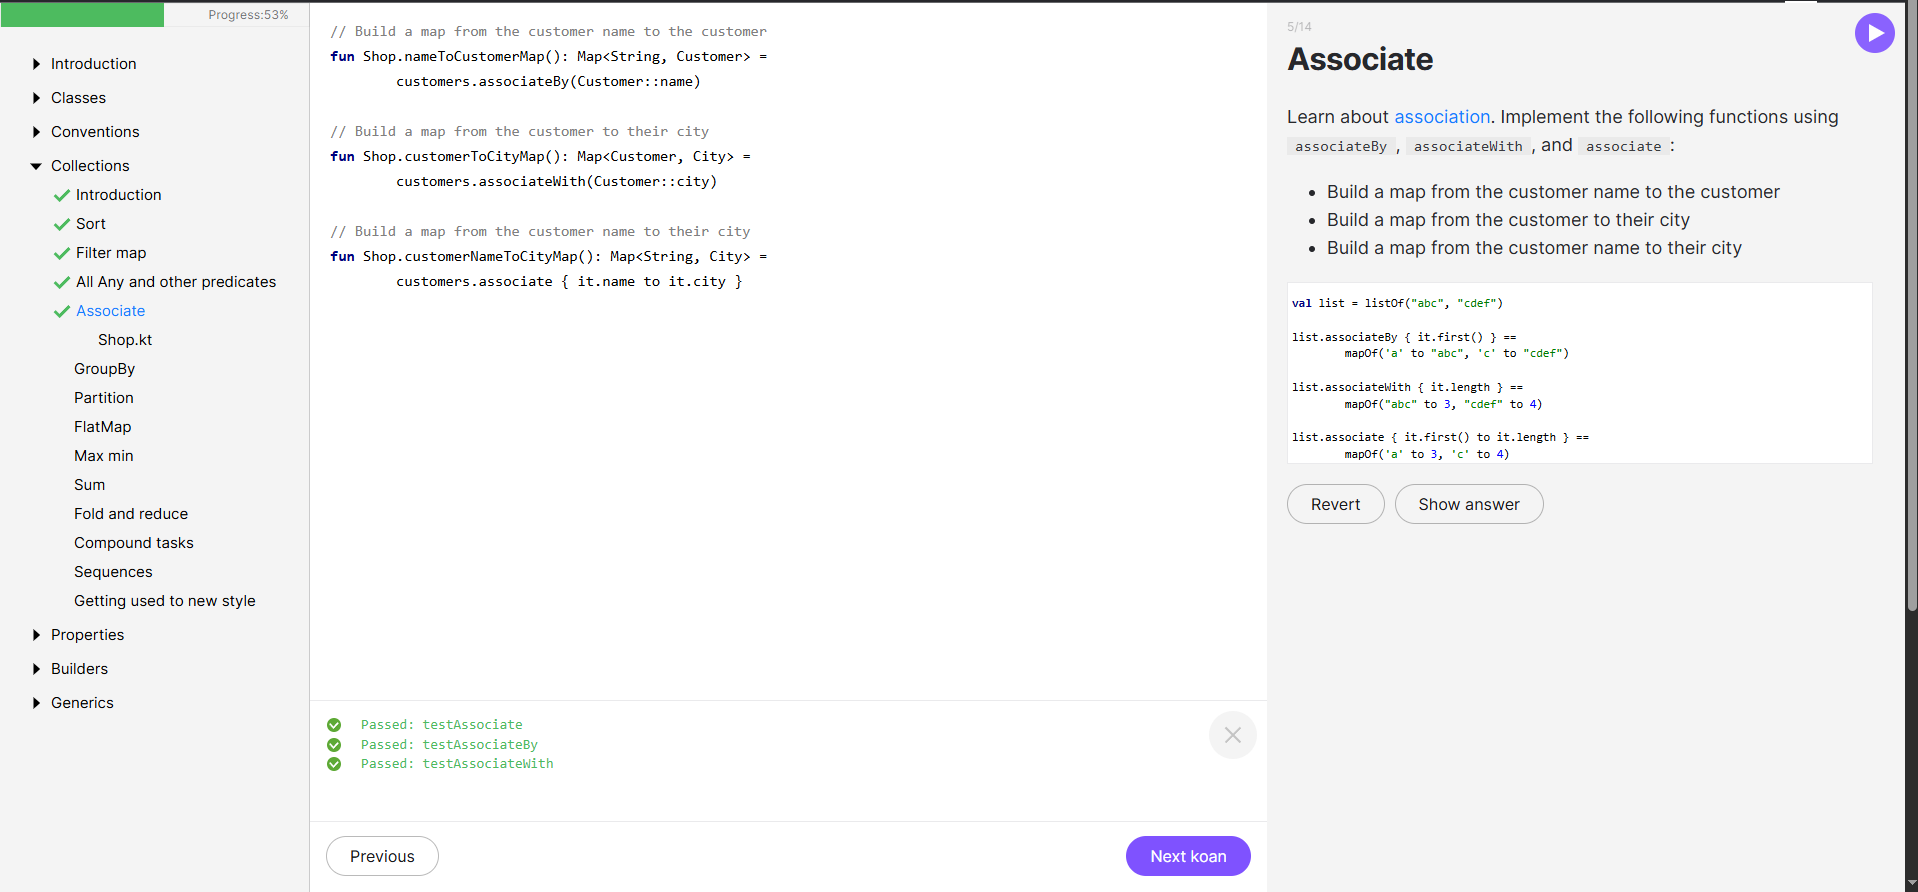 Progress:53%
Introduction
Classes
Conventions
Collections
Introduction
Sort
Filter map
All Any and other predicates
Associate
Shop.kt
GroupBy
Partition
FlatMap
Max min
Sum
Fold and reduce
Compound tasks
Sequences
Getting used to new style
Properties
Builders
Generics
// Build a map from the customer name to the customer
fun Shop.nameToCustomerMap(): Map<String, Customer> =
        customers.associateBy(Customer::name)
// Build a map from the customer to their city
fun Shop.customerToCityMap(): Map<Customer, City> =
        customers.associateWith(Customer::city)
// Build a map from the customer name to their city
fun Shop.customerNameToCityMap(): Map<String, City> =
        customers.associate { it.name to it.city }
Passed: testAssociate
Passed: testAssociateBy
Passed: testAssociateWith
Previous
Next koan
5/14
Associate
Learn about association. Implement the following functions using
associateBy, associateWith, and associate:
• Build a map from the customer name to the customer
• Build a map from the customer to their city
• Build a map from the customer name to their city
val list = listOf("abc", "cdef")
list.associateBy { it.first() } ==
        mapOf('a' to "abc", 'c' to "cdef")
list.associateWith { it.length } ==
        mapOf("abc" to 3, "cdef" to 4)
list.associate { it.first() to it.length } ==
        mapOf('a' to 3, 'c' to 4)
Revert
Show answer